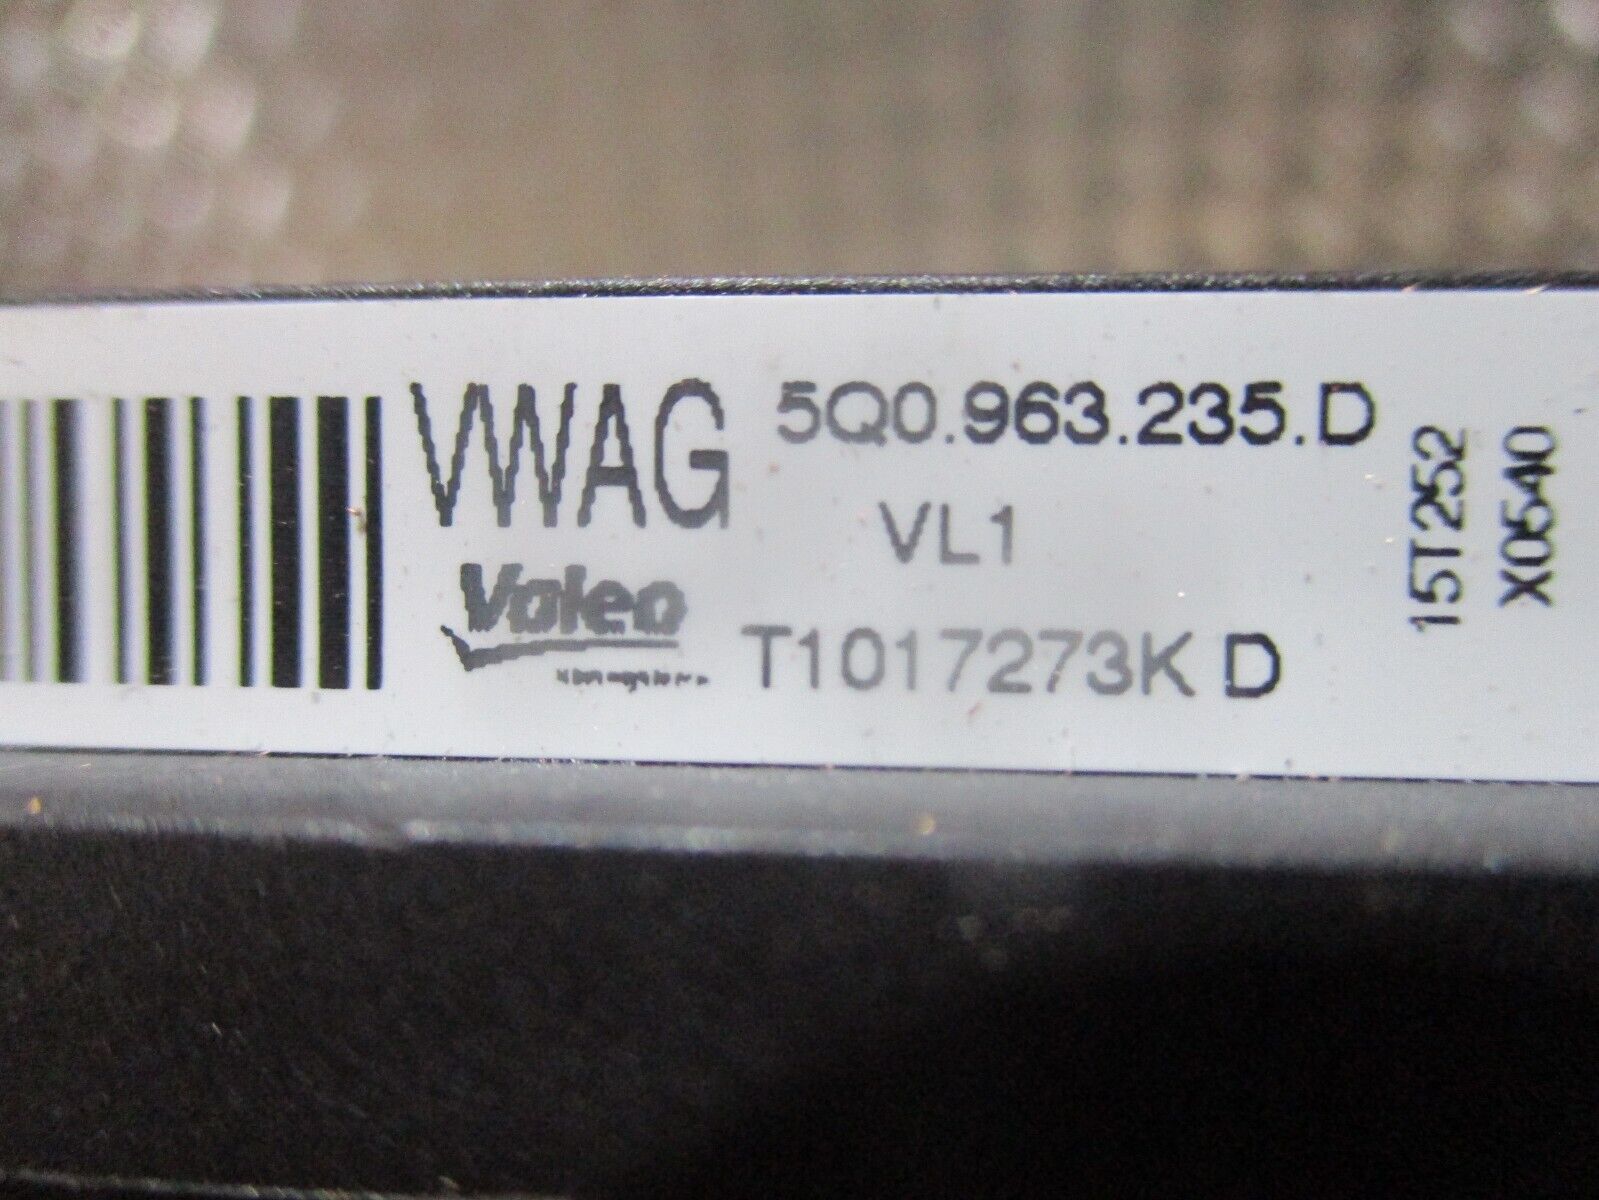 VWAG
5Q0.963.235.D
VL1
Valeo
T1017273K D
15T252
X0540